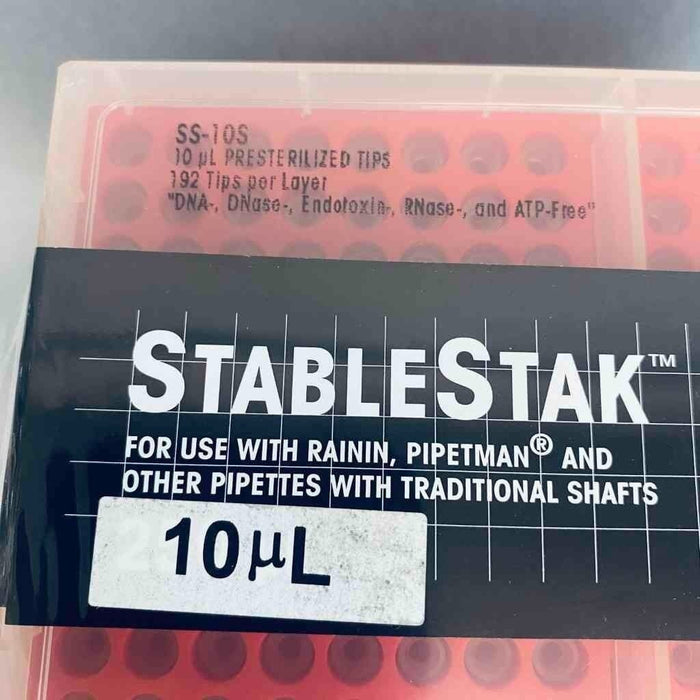 SS-10S
10 µL PRESTERILIZED TIPS
192 Tips per Layer
"DNA-, DNase-, Endotoxin-, RNase-, and ATP-Free"
STABLESTAK™
FOR USE WITH RAININ, PIPETMAN® AND
OTHER PIPETTES WITH TRADITIONAL SHAFTS
10µL